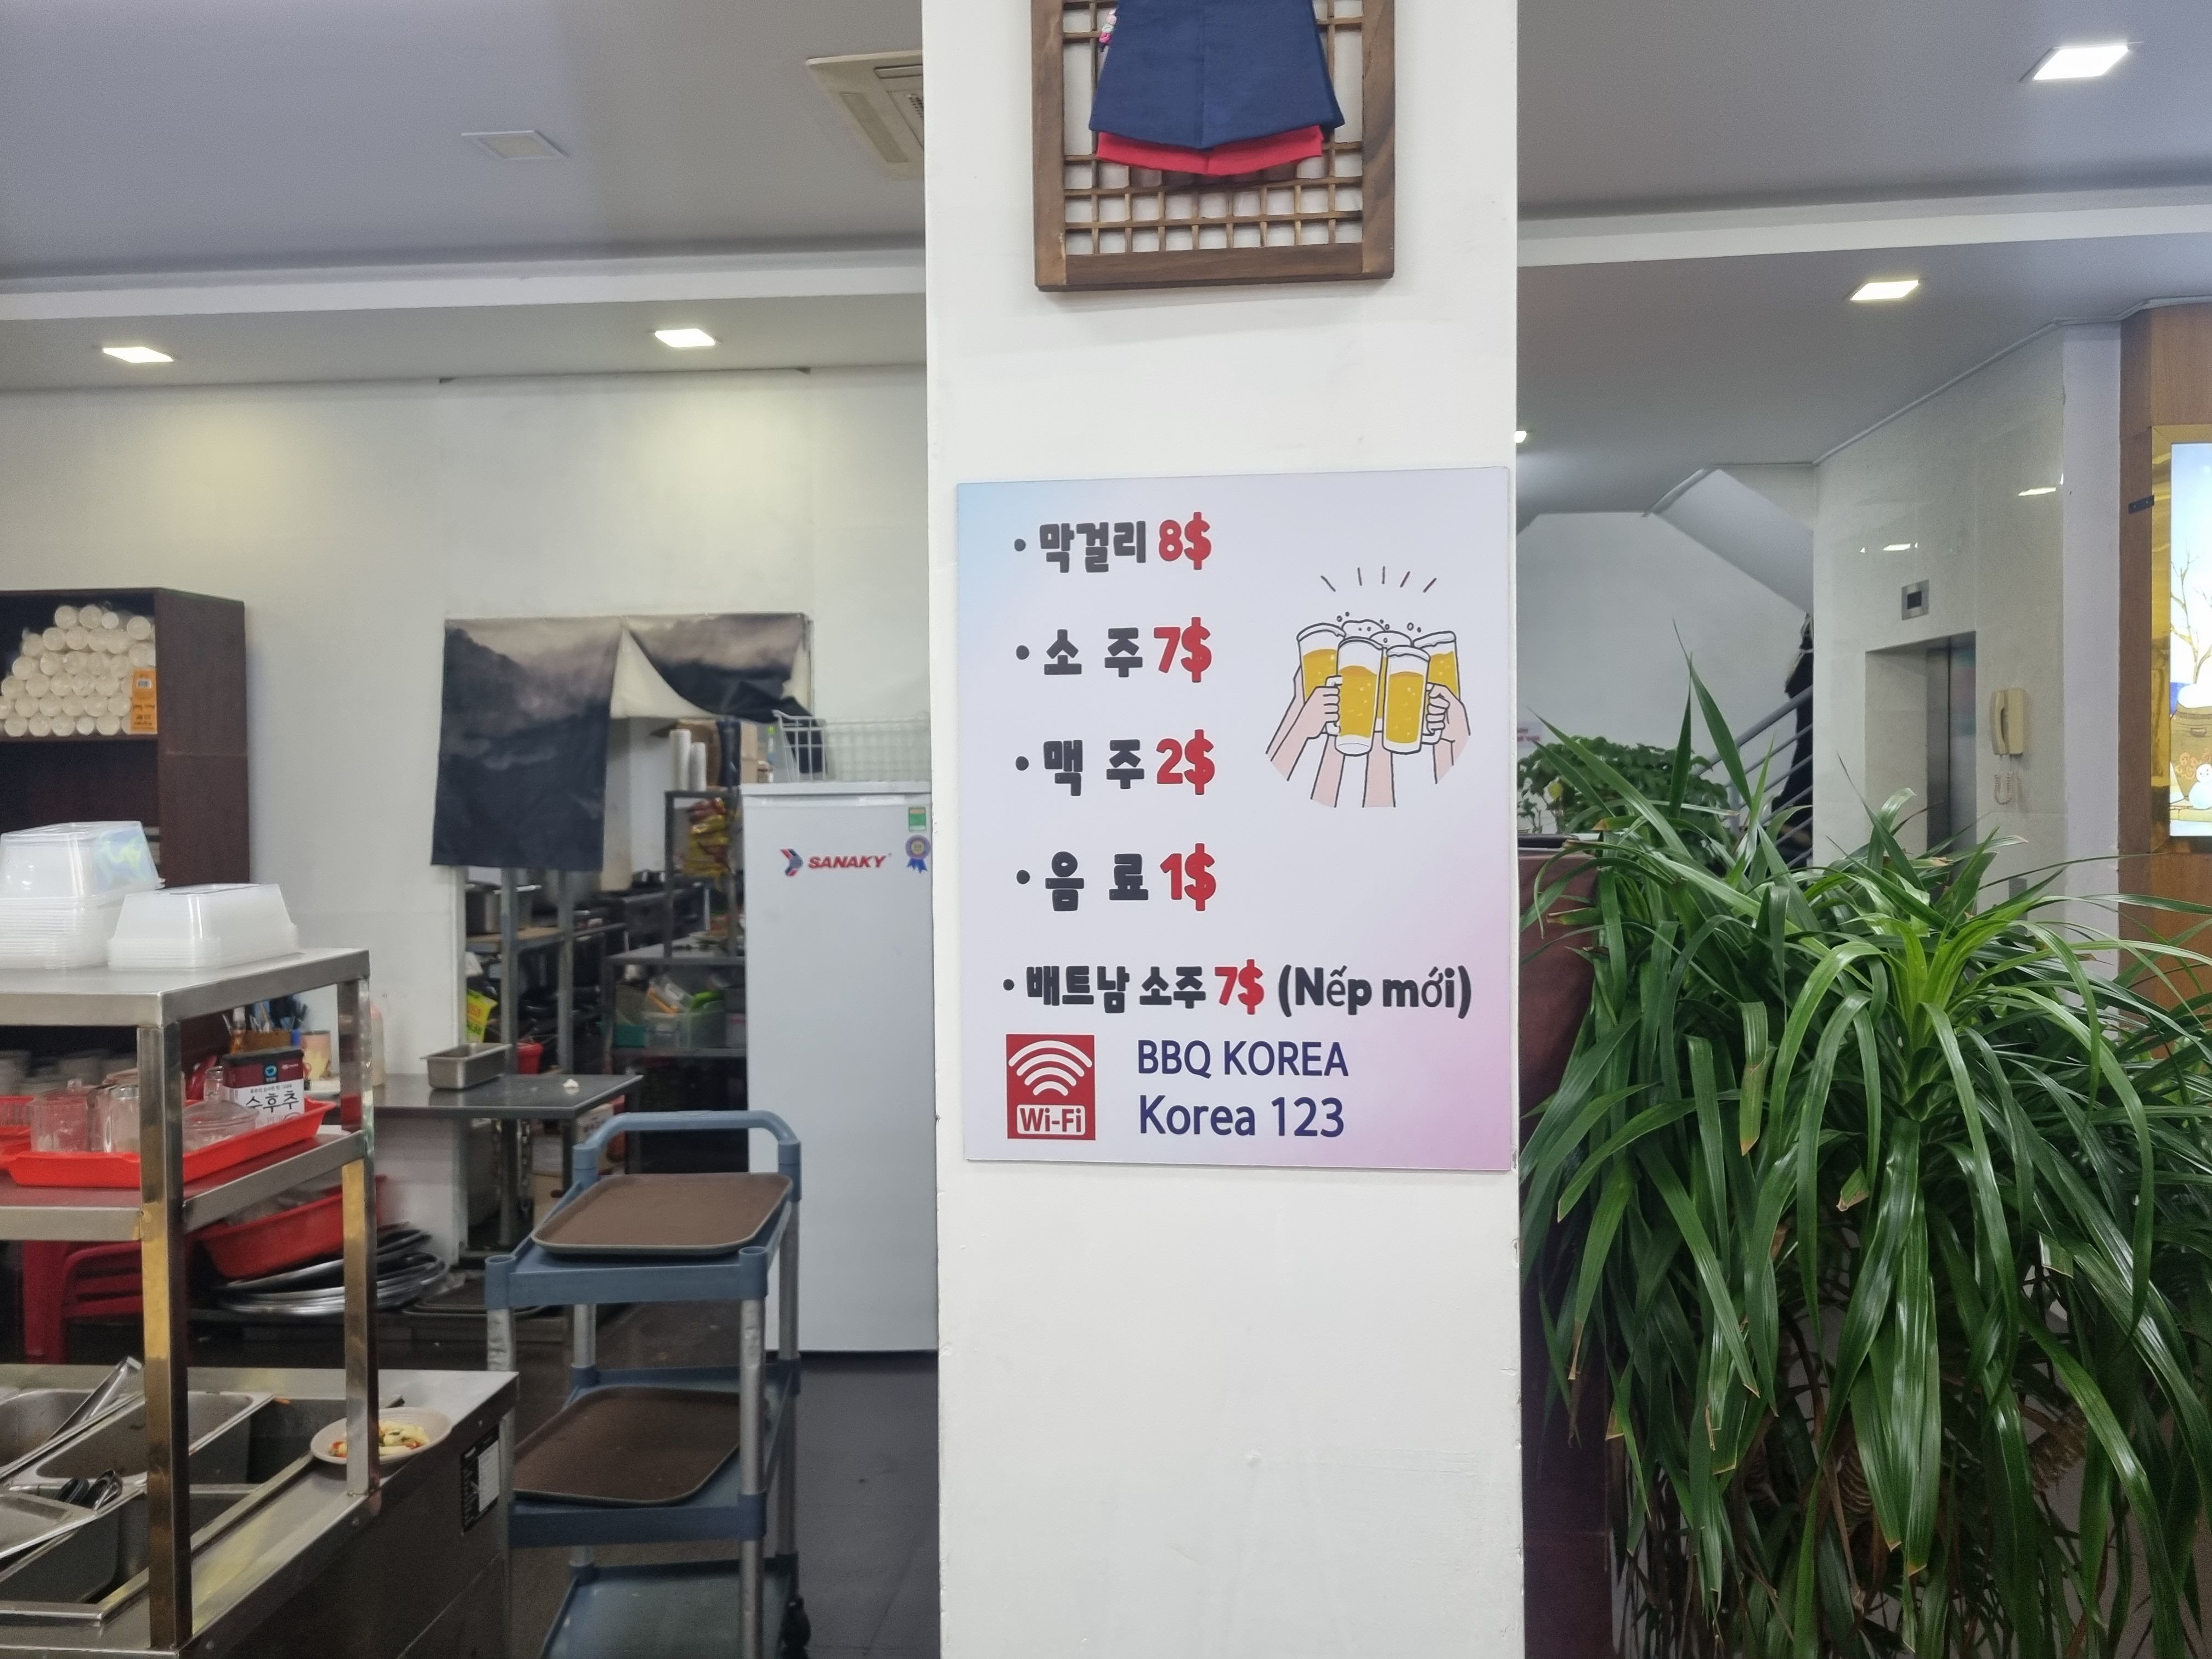 • 막걸리 8$
• 소 주 7$
• 맥 주 2$
• 음 료 1$
• 배트남 소주 7$ (Nếp mới)
Wi-Fi
BBQ KOREA
Korea 123
SANAKY
순후추